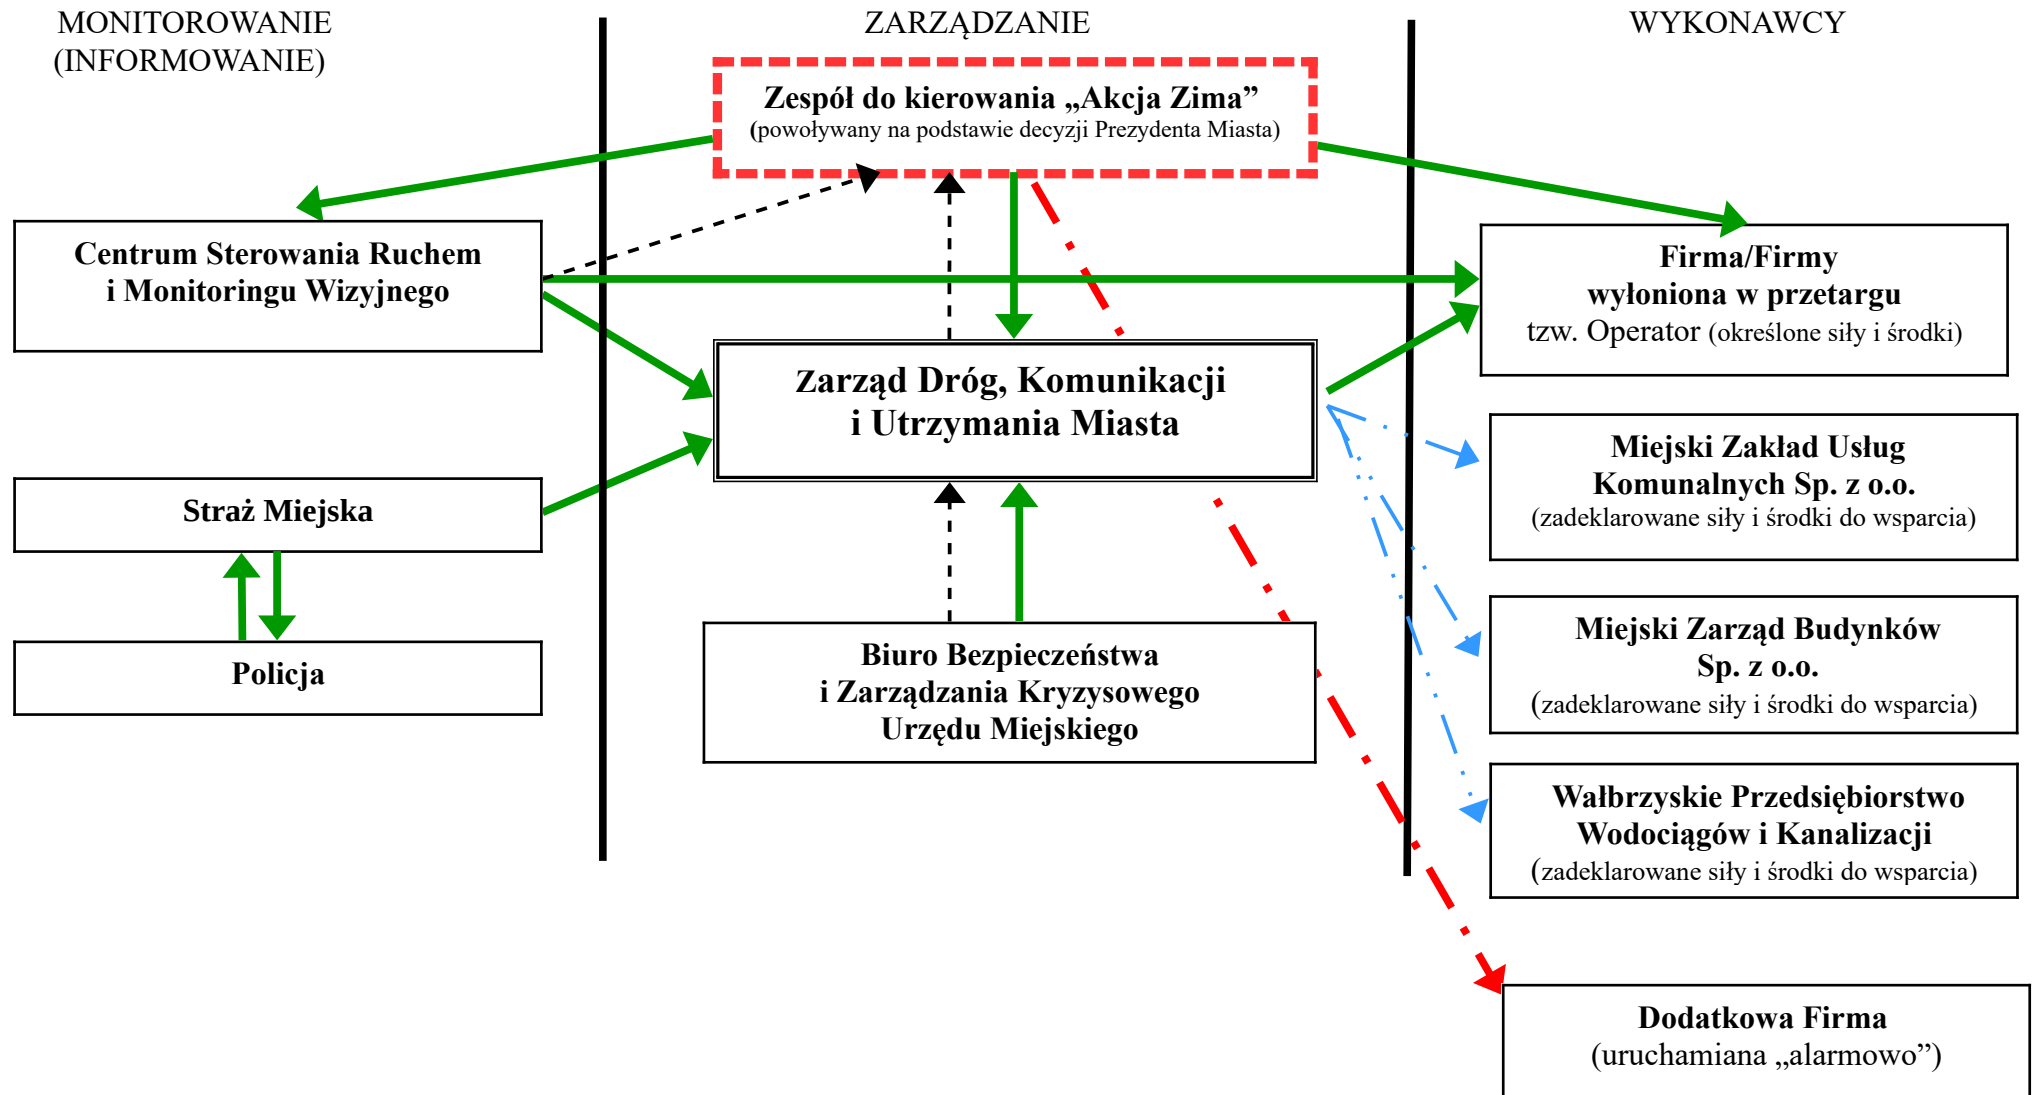 MONITOROWANIE
(INFORMOWANIE)
ZARZĄDZANIE
WYKONAWCY
Zespół do kierowania „Akcja Zima”
(powoływany na podstawie decyzji Prezydenta Miasta)
Centrum Sterowania Ruchem
i Monitoringu Wizyjnego
Firma/Firmy
wyłoniona w przetargu
tzw. Operator (określone siły i środki)
Zarząd Dróg, Komunikacji
i Utrzymania Miasta
Miejski Zakład Usług
Komunalnych Sp. z o.o.
(zadeklarowane siły i środki do wsparcia)
Straż Miejska
Miejski Zarząd Budynków
Sp. z o.o.
(zadeklarowane siły i środki do wsparcia)
Policja
Biuro Bezpieczeństwa
i Zarządzania Kryzysowego
Urzędu Miejskiego
Wałbrzyskie Przedsiębiorstwo
Wodociągów i Kanalizacji
(zadeklarowane siły i środki do wsparcia)
Dodatkowa Firma
(uruchamiana „alarmowo”)